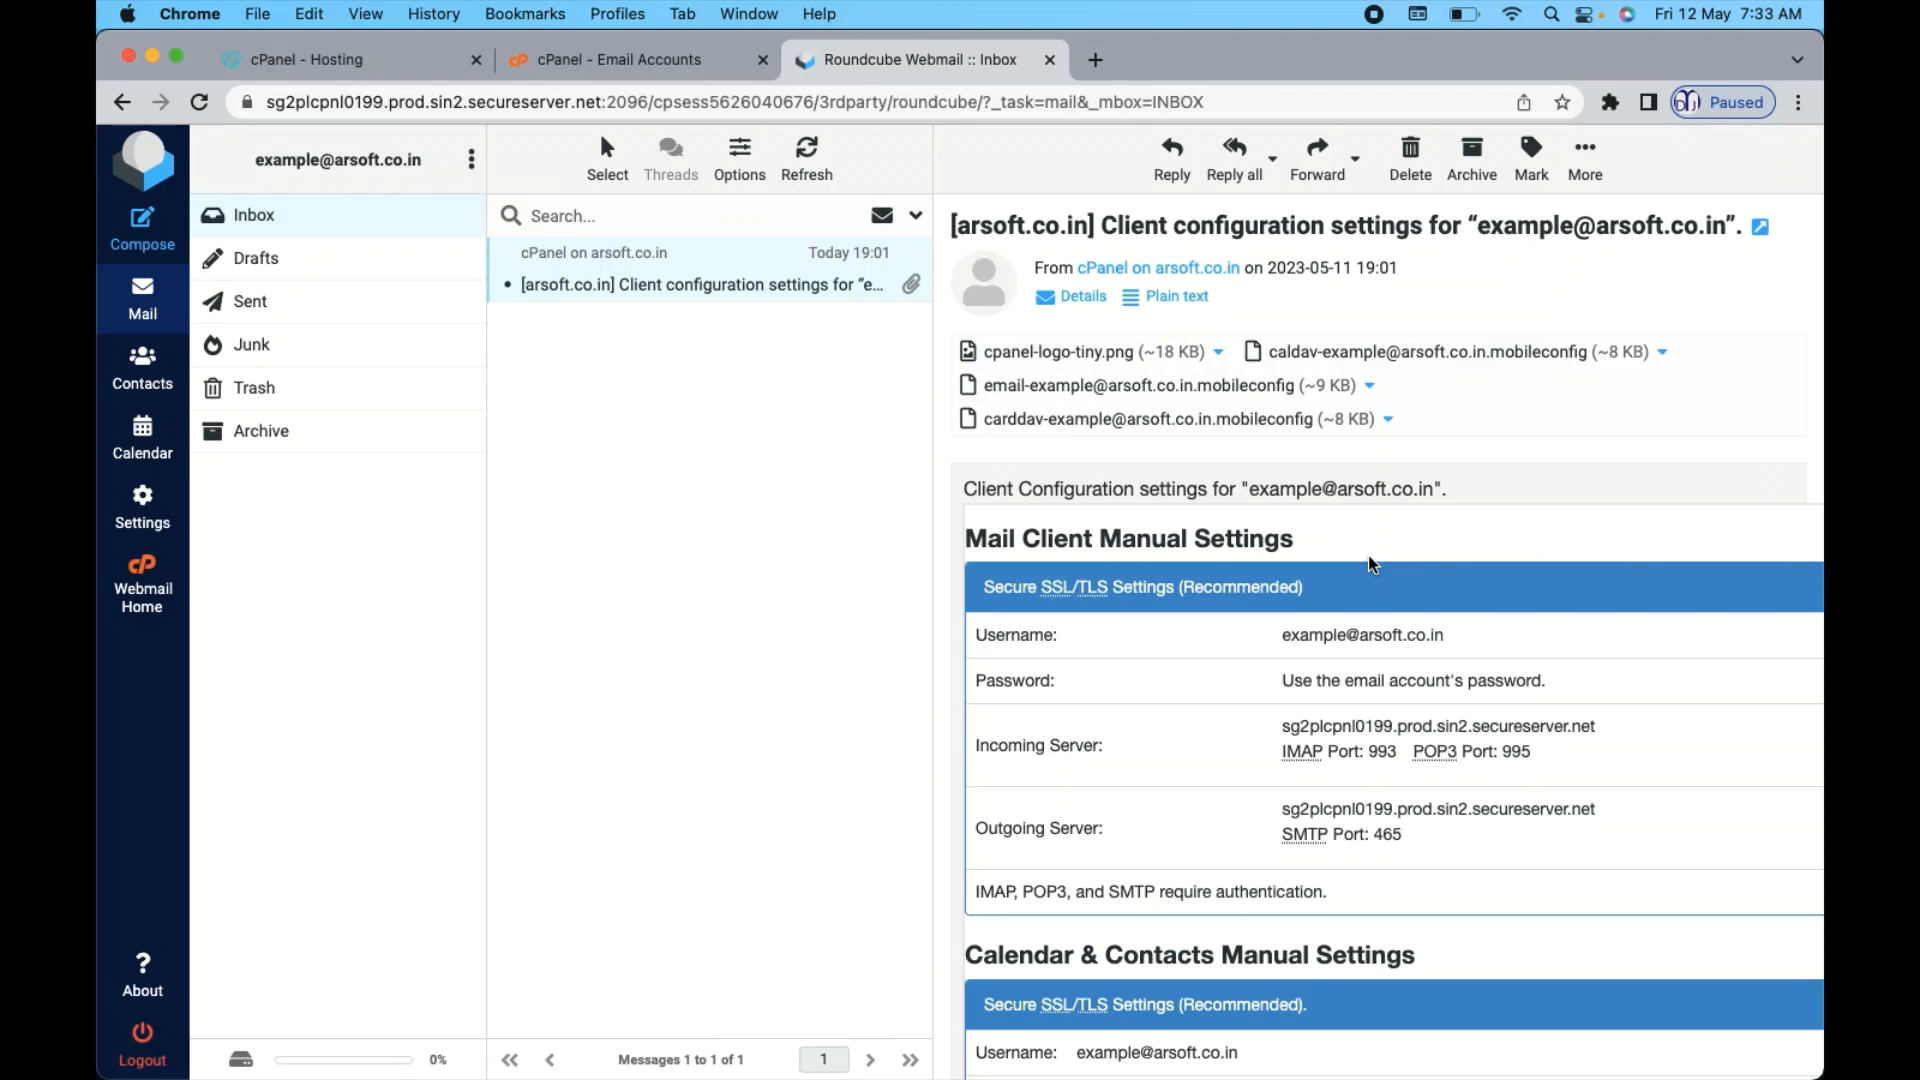 Chrome File Edit View History Bookmarks Profiles Tab Window Help Fri 12 May 7:33 AM
cPanel - Hosting cPanel - Email Accounts Roundcube Webmail :: Inbox
sg2plcpnl0199.prod.sin2.secureserver.net:2096/cpsess5626040676/3rdparty/roundcube/?_task=mail&_mbox=INBOX Paused
example@arsoft.co.in
Select Threads Options Refresh
Reply Reply all Forward Delete Archive Mark More
Compose
Mail
Contacts
Calendar
Settings
Webmail
Home
About
Logout
Inbox
Drafts
Sent
Junk
Trash
Archive
0%
Search...
cPanel on arsoft.co.in Today 19:01
• [arsoft.co.in] Client configuration settings for “e...
Messages 1 to 1 of 1 1
[arsoft.co.in] Client configuration settings for “example@arsoft.co.in”.
From cPanel on arsoft.co.in on 2023-05-11 19:01
Details Plain text
cpanel-logo-tiny.png (~18 KB) caldav-example@arsoft.co.in.mobileconfig (~8 KB)
email-example@arsoft.co.in.mobileconfig (~9 KB)
carddav-example@arsoft.co.in.mobileconfig (~8 KB)
Client Configuration settings for "example@arsoft.co.in".
Mail Client Manual Settings
Secure SSL/TLS Settings (Recommended)
Username: example@arsoft.co.in
Password: Use the email account's password.
Incoming Server: sg2plcpnl0199.prod.sin2.secureserver.net
IMAP Port: 993 POP3 Port: 995
Outgoing Server: sg2plcpnl0199.prod.sin2.secureserver.net
SMTP Port: 465
IMAP, POP3, and SMTP require authentication.
Calendar & Contacts Manual Settings
Secure SSL/TLS Settings (Recommended).
Username: example@arsoft.co.in